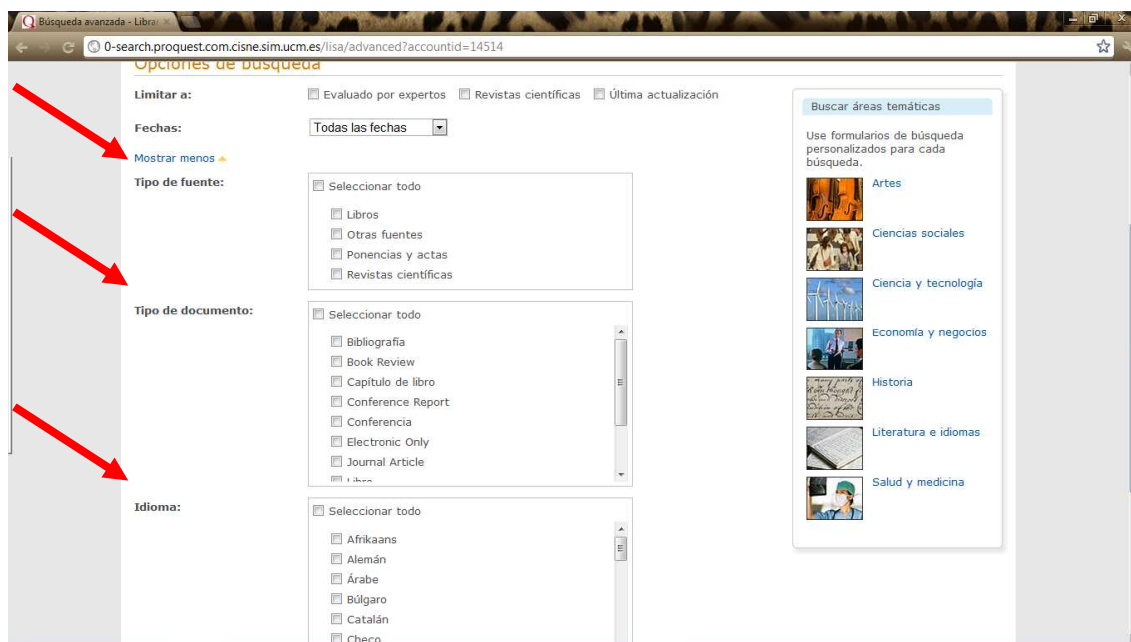 Búsqueda avanzada - Librar
0-search.proquest.com.cisne.sim.ucm.es/lisa/advanced?accountid=14514
Opciones de búsqueda
Limitar a:
Evaluado por expertos Revistas científicas Última actualización
Fechas:
Todas las fechas
Mostrar menos
Tipo de fuente:
Seleccionar todo
Libros
Otras fuentes
Ponencias y actas
Revistas científicas
Tipo de documento:
Seleccionar todo
Bibliografía
Book Review
Capítulo de libro
Conference Report
Conferencia
Electronic Only
Journal Article
Libro
Idioma:
Seleccionar todo
Afrikaans
Alemán
Árabe
Búlgaro
Catalán
Checo
Buscar áreas temáticas
Use formularios de búsqueda
personalizados para cada
búsqueda.
Artes
Ciencias sociales
Ciencia y tecnología
Economía y negocios
Historia
Literatura e idiomas
Salud y medicina